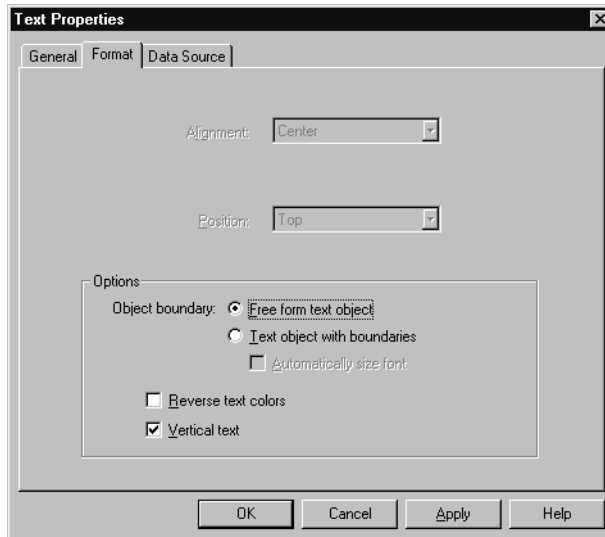 Text Properties
General Format Data Source
Alignment: Center
Position: Top
Options
Object boundary: Free form text object
Text object with boundaries
Automatically size font
Reverse text colors
Vertical text
OK Cancel Apply Help